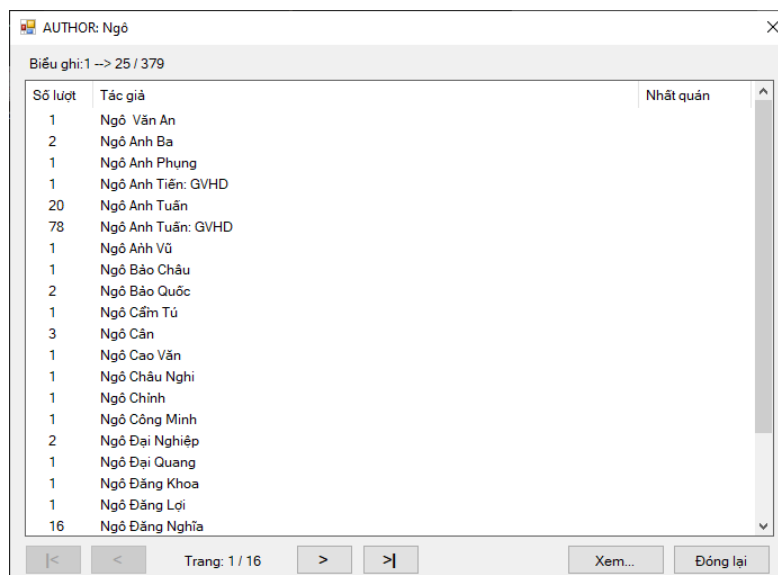 AUTHOR: Ngô
Biểu ghi:1 --> 25 / 379
Số lượt Tác giả Nhất quán
1 Ngô  Văn An
2 Ngô Anh Ba
1 Ngô Anh Phụng
1 Ngô Anh Tiến: GVHD
20 Ngô Anh Tuấn
78 Ngô Anh Tuấn: GVHD
1 Ngô Ảnh Vũ
1 Ngô Bảo Châu
2 Ngô Bảo Quốc
1 Ngô Cẩm Tú
3 Ngô Cân
1 Ngô Cao Văn
1 Ngô Châu Nghi
1 Ngô Chỉnh
1 Ngô Công Minh
2 Ngô Đại Nghiệp
1 Ngô Đại Quang
1 Ngô Đăng Khoa
1 Ngô Đăng Lợi
16 Ngô Đăng Nghĩa
|< < Trang: 1 / 16 > >| Xem... Đóng lại